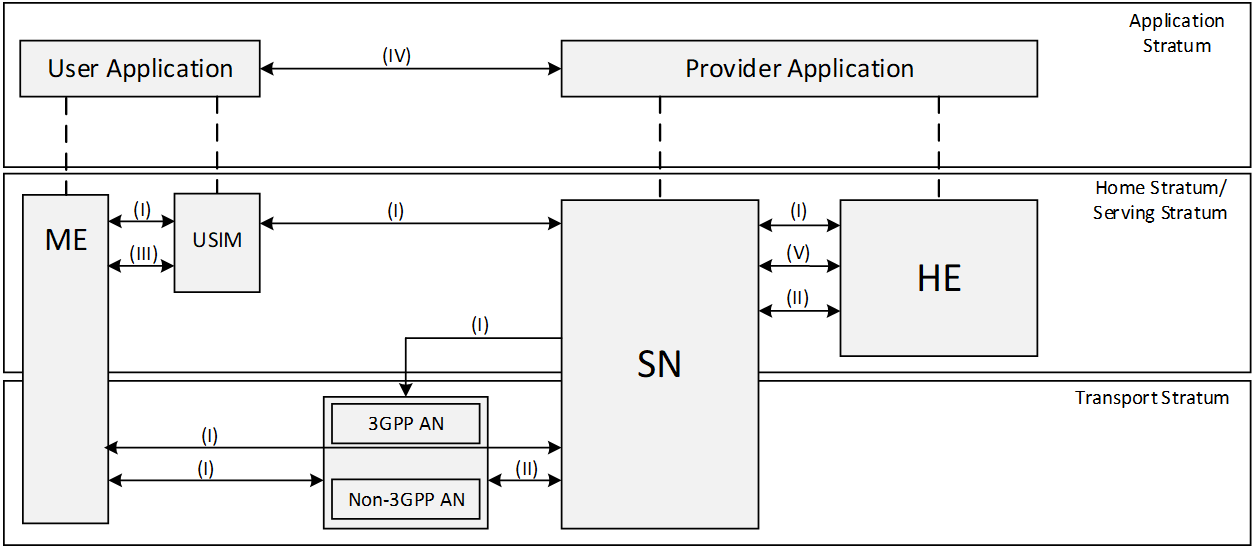 Application
Stratum
User Application
(IV)
Provider Application
Home Stratum/
Serving Stratum
ME
(I)
(III)
USIM
(I)
(I)
(V)
(II)
HE
(I)
SN
Transport Stratum
3GPP AN
(I)
(I)
(II)
Non-3GPP AN